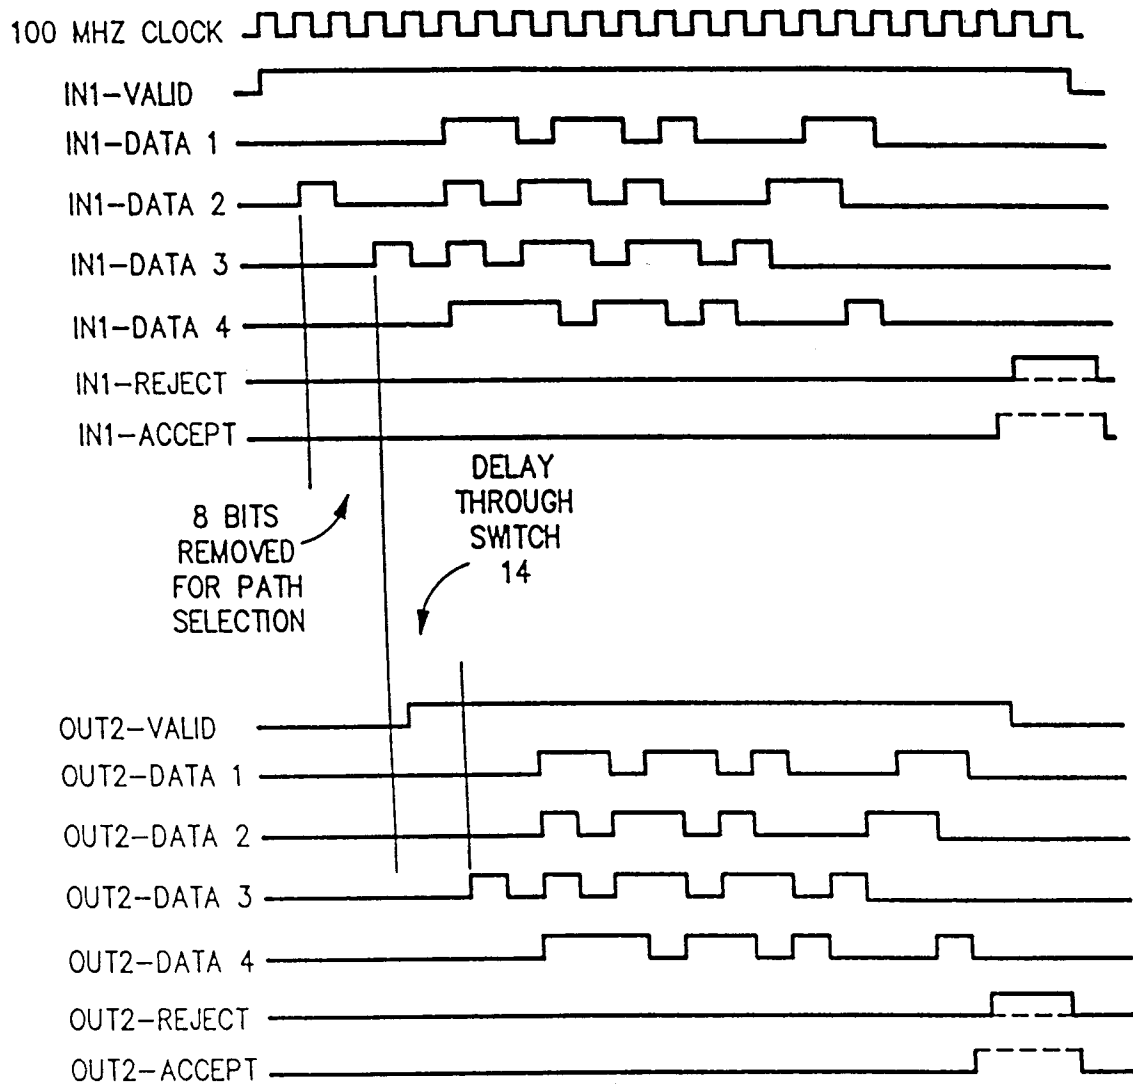 100 MHZ CLOCK
IN1-VALID
IN1-DATA 1
IN1-DATA 2
IN1-DATA 3
IN1-DATA 4
IN1-REJECT
IN1-ACCEPT
8 BITS
REMOVED
FOR PATH
SELECTION
DELAY
THROUGH
SWITCH
14
OUT2-VALID
OUT2-DATA 1
OUT2-DATA 2
OUT2-DATA 3
OUT2-DATA 4
OUT2-REJECT
OUT2-ACCEPT